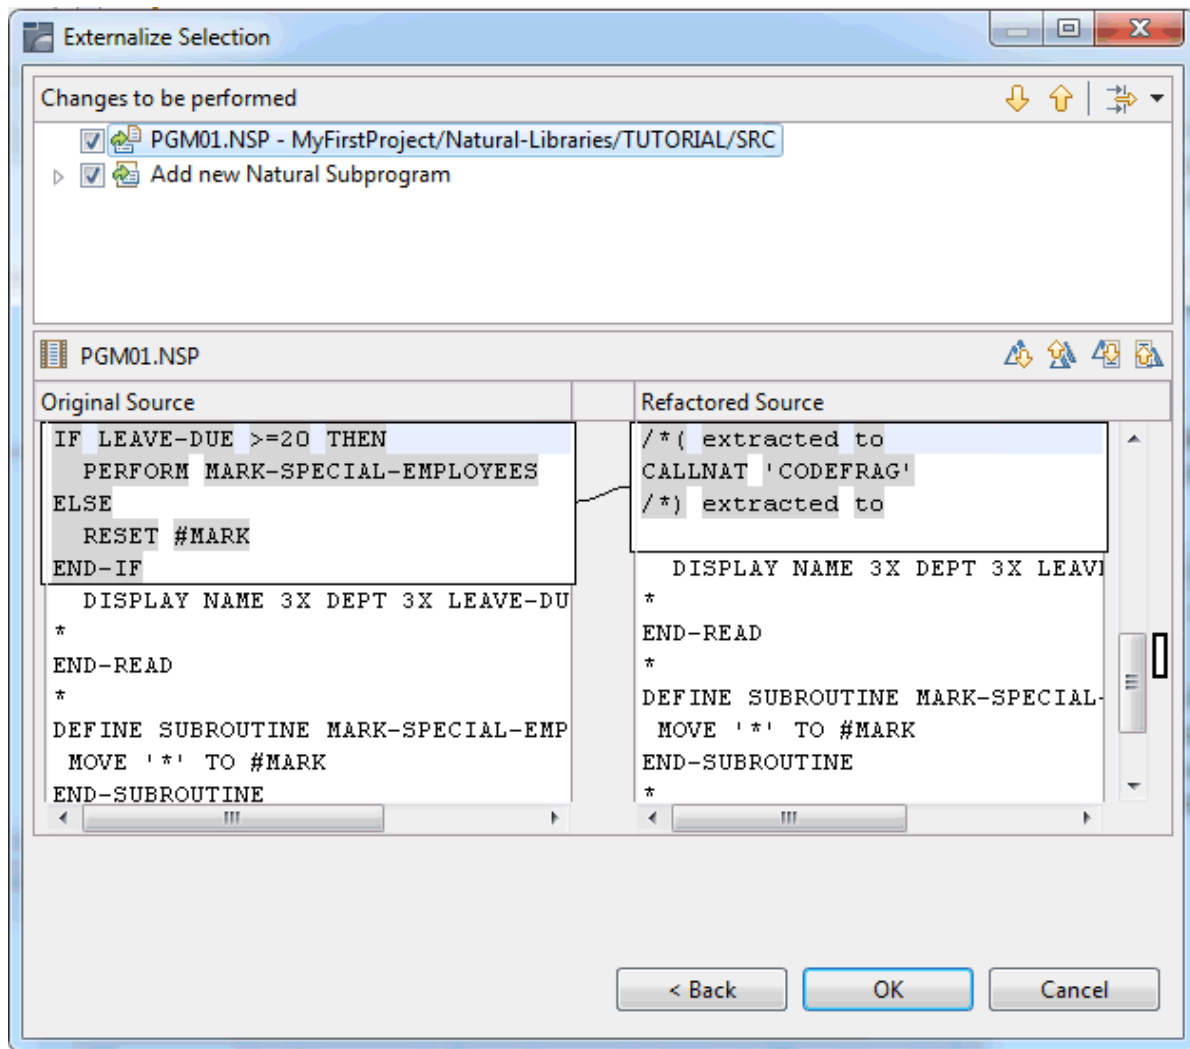 Externalize Selection
Changes to be performed
PGM01.NSP - MyFirstProject/Natural-Libraries/TUTORIAL/SRC
Add new Natural Subprogram
PGM01.NSP
Original Source
IF LEAVE-DUE >=20 THEN
PERFORM MARK-SPECIAL-EMPLOYEES
ELSE
RESET #MARK
END-IF
DISPLAY NAME 3X DEPT 3X LEAVE-DU
*
END-READ
*
DEFINE SUBROUTINE MARK-SPECIAL-EMP
MOVE '*' TO #MARK
END-SUBROUTINE
Refactored Source
/*( extracted to
CALLNAT 'CODEFRAG'
/*) extracted to
DISPLAY NAME 3X DEPT 3X LEAV
*
END-READ
*
DEFINE SUBROUTINE MARK-SPECIAL-
MOVE '*' TO #MARK
END-SUBROUTINE
*
< Back
OK
Cancel